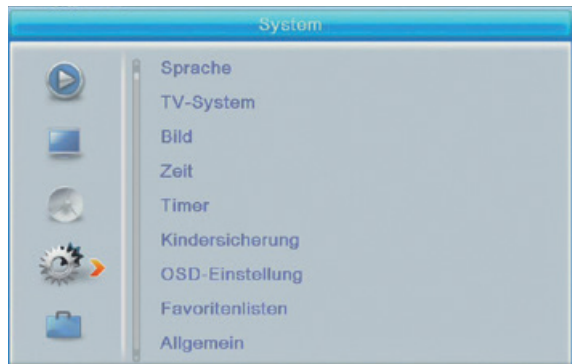 System
Sprache
TV-System
Bild
Zeit
Timer
Kindersicherung
OSD-Einstellung
Favoritenlisten
Allgemein